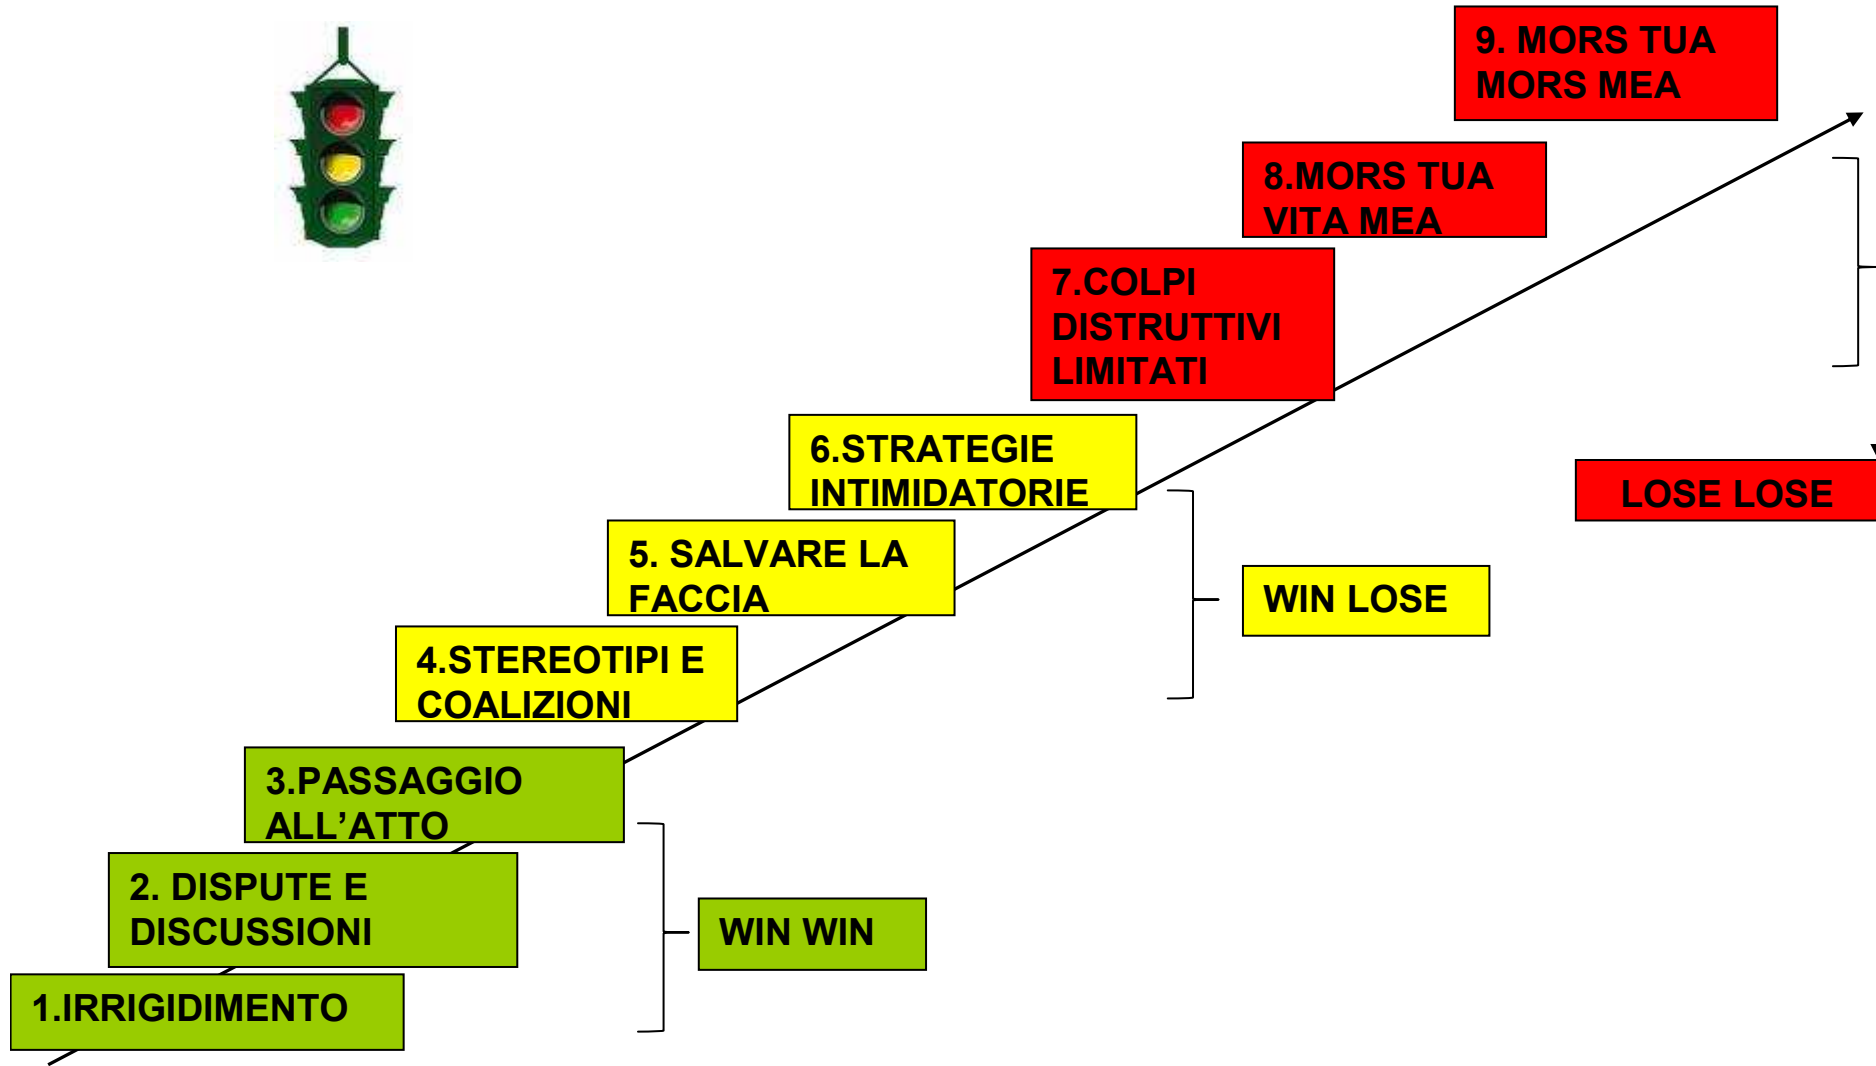 9. MORS TUA
MORS MEA
8.MORS TUA
VITA MEA
7.COLPI
DISTRUTTIVI
LIMITATI
6.STRATEGIE
INTIMIDATORIE
LOSE LOSE
5. SALVARE LA
FACCIA
WIN LOSE
4.STEREOTIPI E
COALIZIONI
3.PASSAGGIO
ALL’ATTO
2. DISPUTE E
DISCUSSIONI
WIN WIN
1.IRRIGIDIMENTO